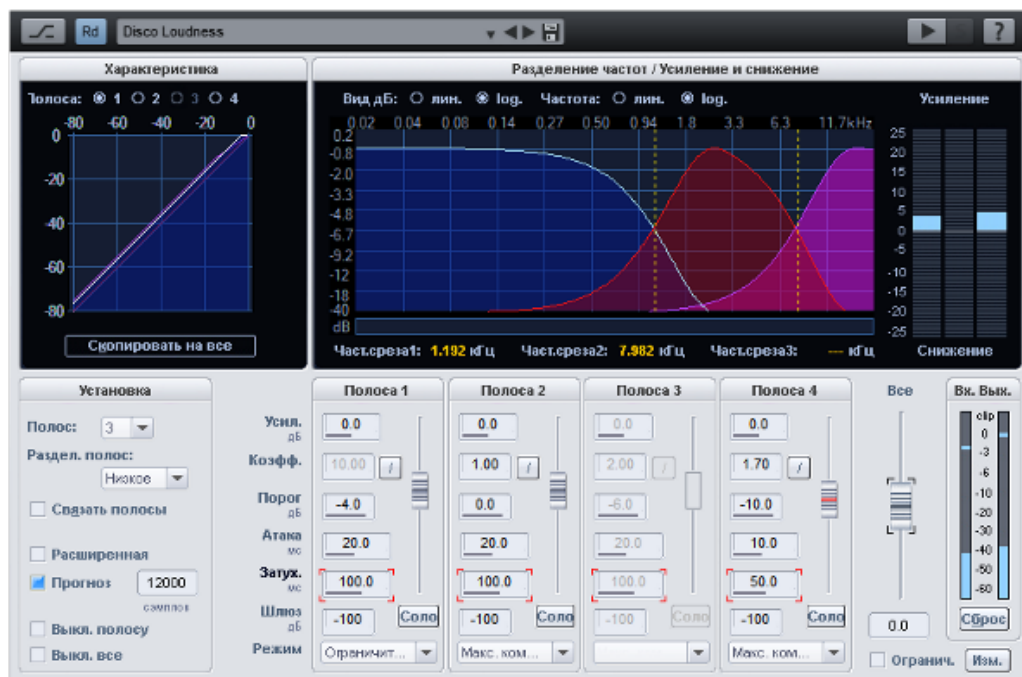 Rd Disco Loudness ?
Характеристика
Полоса: 1 2 3 4
-80 -60 -40 -20 0
0
-20
-40
-60
-80
Скопировать на все
Разделение частот / Усиление и снижение
Вид дБ: лин. log. Частота: лин. log.
Усиление
0.02 0.04 0.08 0.14 0.27 0.50 0.94 1.8 3.3 6.3 11.7kHz
0.2
-0.8
-2.0
-3.3
-4.8
-6.7
-9.2
-12
-18
-40
dB
25
20
15
10
5
0
-5
-10
-15
-20
-25
Част.среза1: 1.192 кГц Част.среза2: 7.982 кГц Част.среза3: --- кГц
Снижение
Установка
Полос: 3
Раздел. полос:
Низкое
Связать полосы
Расширенная
Прогноз 12000
сэмплов
Выкл. полосу
Выкл. все
Полоса 1 Полоса 2 Полоса 3 Полоса 4
Усил. дБ 0.0 0.0 0.0 0.0
Коэфф. 10.00 / 1.00 / 2.00 / 1.70 /
Порог дБ -4.0 0.0 -6.0 -10.0
Атака мс 20.0 20.0 20.0 10.0
Затух. мс 100.0 100.0 100.0 50.0
Шлюз дБ -100 Соло -100 Соло -100 Соло -100 Соло
Режим Ограничит... Макс. ком... Макс. ком...
Все
0.0
Вх. Вых.
clip
0
-3
-6
-10
-20
-30
-40
-50
-60
Сброс
Огранич. Изм.